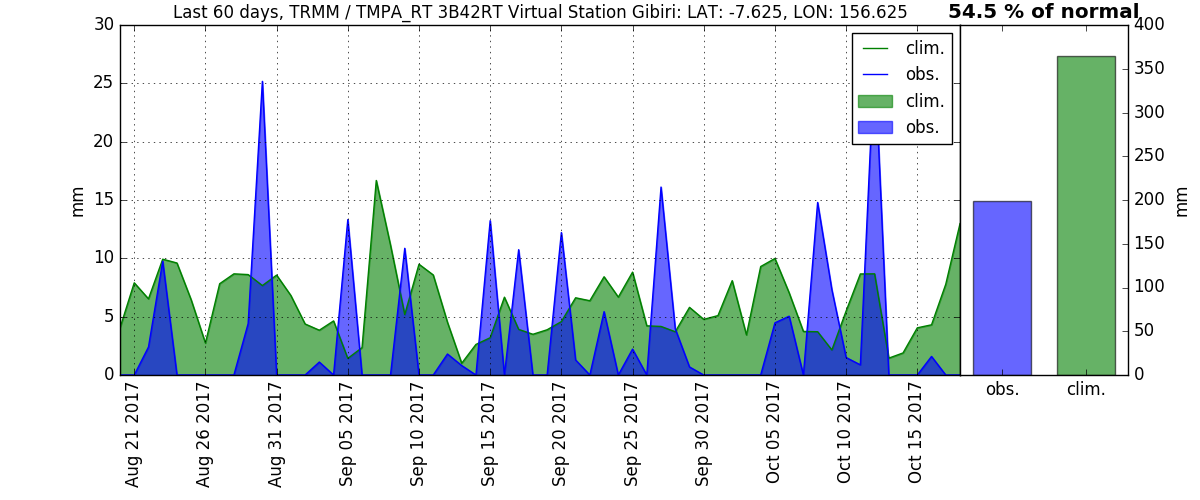 Last 60 days, TRMM / TMPA_RT 3B42RT Virtual Station Gibiri: LAT: -7.625, LON: 156.625
54.5 % of normal
30
25
20
15
10
5
0
mm
clim.
obs.
clim.
obs.
400
350
300
250
200
150
100
50
0
mm
obs.
clim.
Aug 21 2017
Aug 26 2017
Aug 31 2017
Sep 05 2017
Sep 10 2017
Sep 15 2017
Sep 20 2017
Sep 25 2017
Sep 30 2017
Oct 05 2017
Oct 10 2017
Oct 15 2017